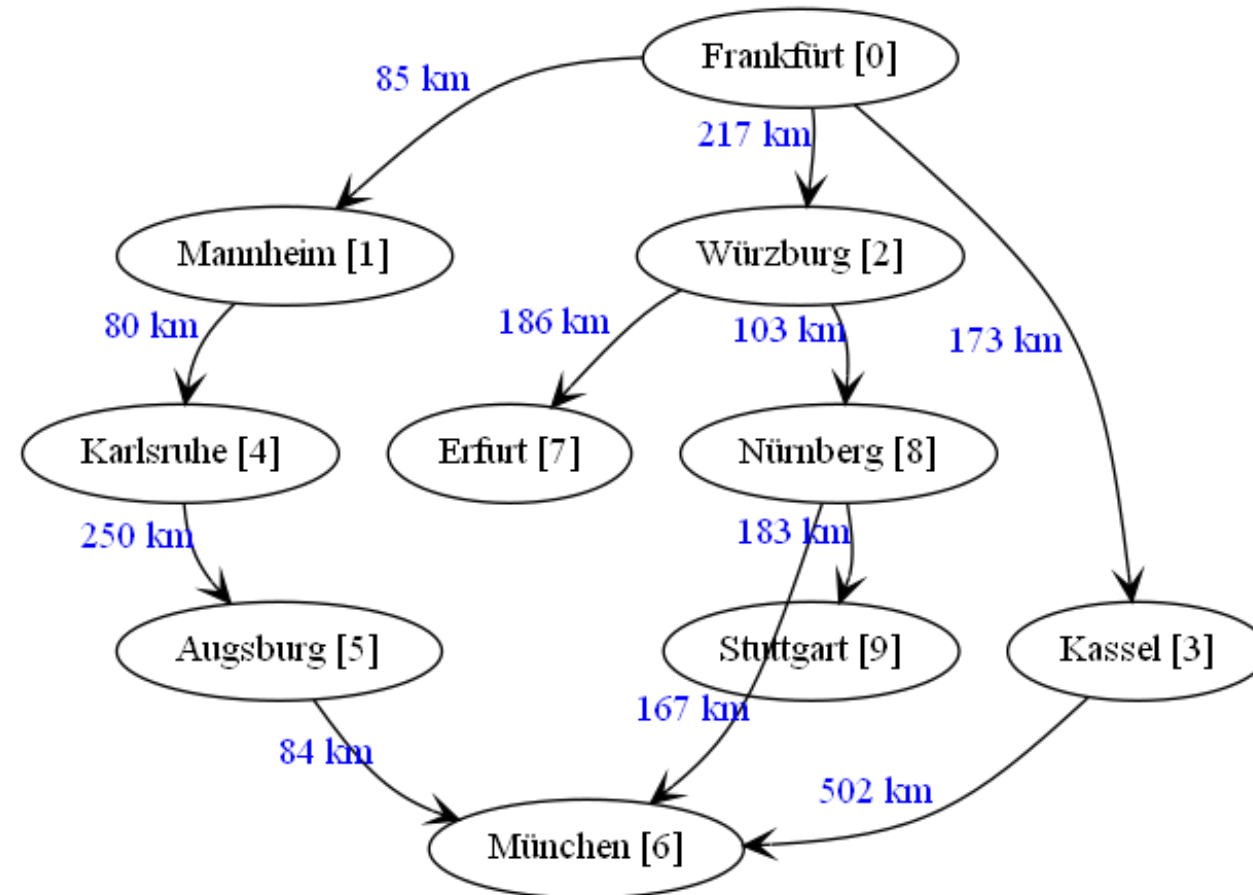 Frankfürt [0]
85 km
217 km
Mannheim [1]
Würzburg [2]
80 km
186 km
103 km
173 km
Karlsruhe [4]
Erfurt [7]
Nürnberg [8]
250 km
183 km
Augsburg [5]
Stuttgart [9]
Kassel [3]
167 km
84 km
502 km
München [6]